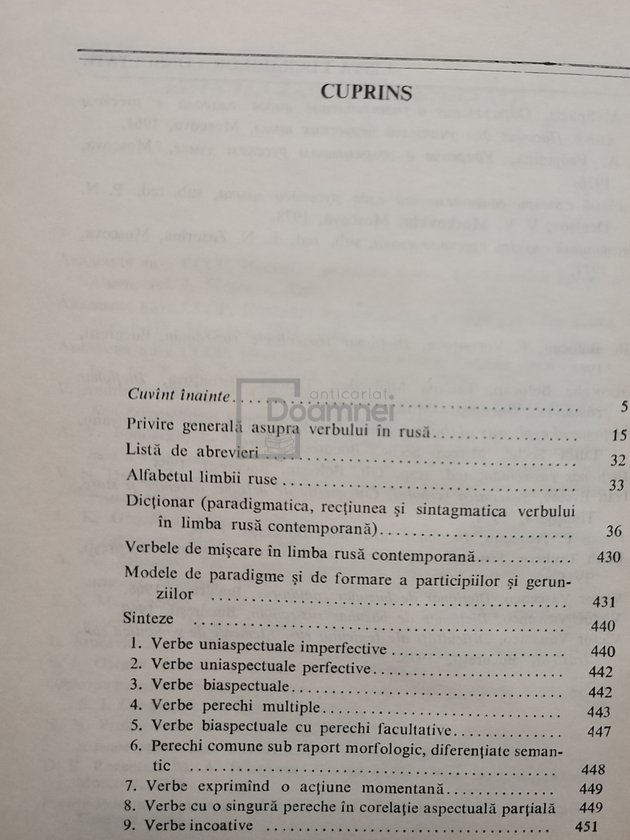 CUPRINS
Cuvînt înainte........................................ 5
Privire generală asupra verbului în rusă.................. 15
Listă de abrevieri ........................................ 32
Alfabetul limbii ruse ...................................... 33
Dicționar (paradigmatica, recțiunea și sintagmatica verbului
în limba rusă contemporană)........................ 36
Verbele de mișcare în limba rusă contemporană............ 430
Modele de paradigme și de formare a participiilor și gerun-
ziilor ................................................ 431
Sinteze .................................................. 440
1. Verbe uniaspectuale imperfective ........................ 440
2. Verbe uniaspectuale perfective........................ 442
3. Verbe biaspectuale.................................... 442
4. Verbe perechi multiple................................ 443
5. Verbe biaspectuale cu perechi facultative.............. 447
6. Perechi comune sub raport morfologic, diferențiate seman-
tic ................................................ 448
7. Verbe exprimînd o acțiune momentană................ 449
8. Verbe cu o singură pereche în corelație aspectuală parțială 449
9. Verbe incoative ...................................... 451
anticariat
Doamnei